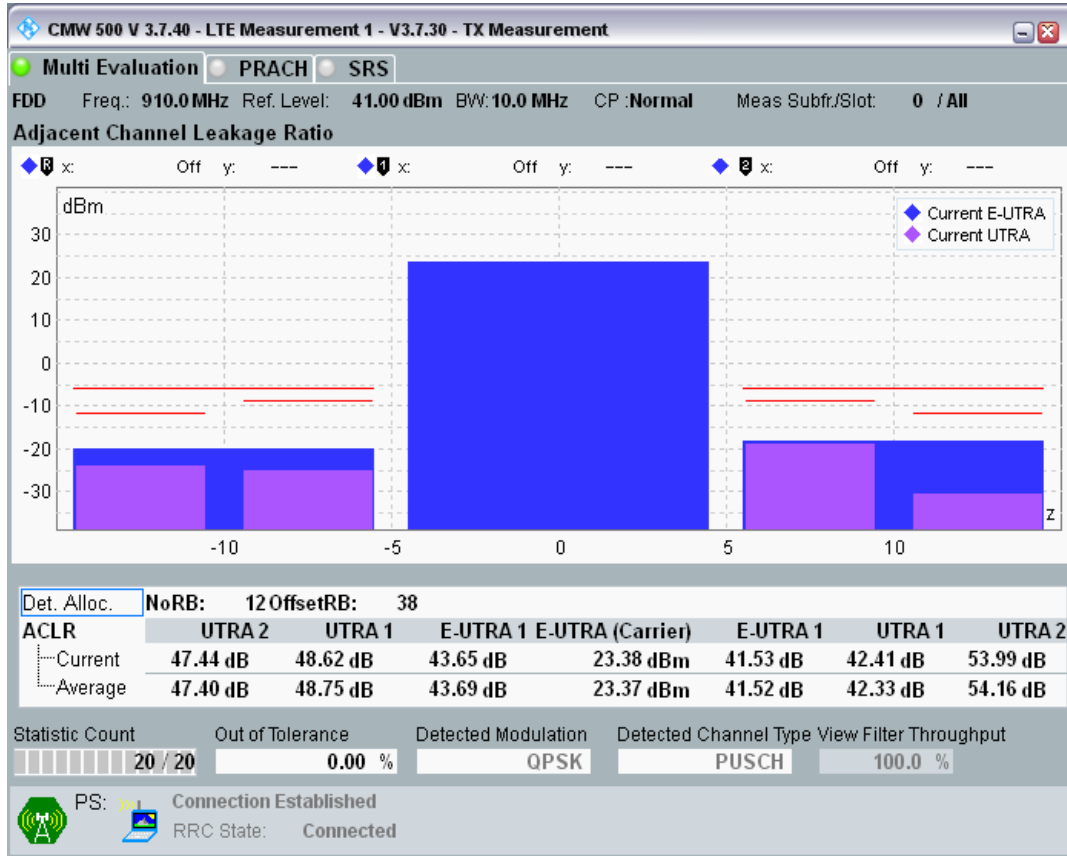 CMW 500 V 3.7.40 - LTE Measurement 1 - V3.7.30 - TX Measurement
Multi Evaluation PRACH SRS
FDD Freq.: 910.0 MHz Ref. Level: 41.00 dBm BW: 10.0 MHz CP :Normal Meas Subfr./Slot: 0 / All
Adjacent Channel Leakage Ratio
R x: Off y: --- 1 x: Off y: --- 2 x: Off y: ---
dBm
Current E-UTRA
Current UTRA
30
20
10
0
-10
-20
-30
z
-10 -5 0 5 10
Det. Alloc. NoRB: 12 OffsetRB: 38
ACLR UTRA 2 UTRA 1 E-UTRA 1 E-UTRA (Carrier) E-UTRA 1 UTRA 1 UTRA 2
Current 47.44 dB 48.62 dB 43.65 dB 23.38 dBm 41.53 dB 42.41 dB 53.99 dB
Average 47.40 dB 48.75 dB 43.69 dB 23.37 dBm 41.52 dB 42.33 dB 54.16 dB
Statistic Count Out of Tolerance Detected Modulation Detected Channel Type View Filter Throughput
20 / 20 0.00 % QPSK PUSCH 100.0 %
PS: Connection Established
RRC State: Connected